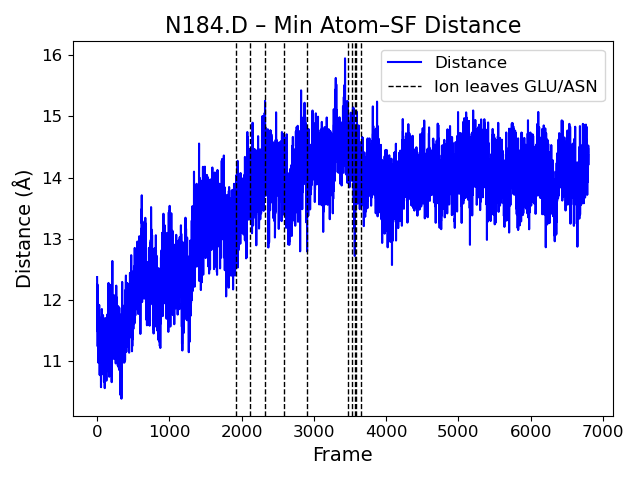 N184.D – Min Atom–SF Distance
16
15
14
13
12
11
Distance (Å)
Distance
Ion leaves GLU/ASN
0 1000 2000 3000 4000 5000 6000 7000
Frame